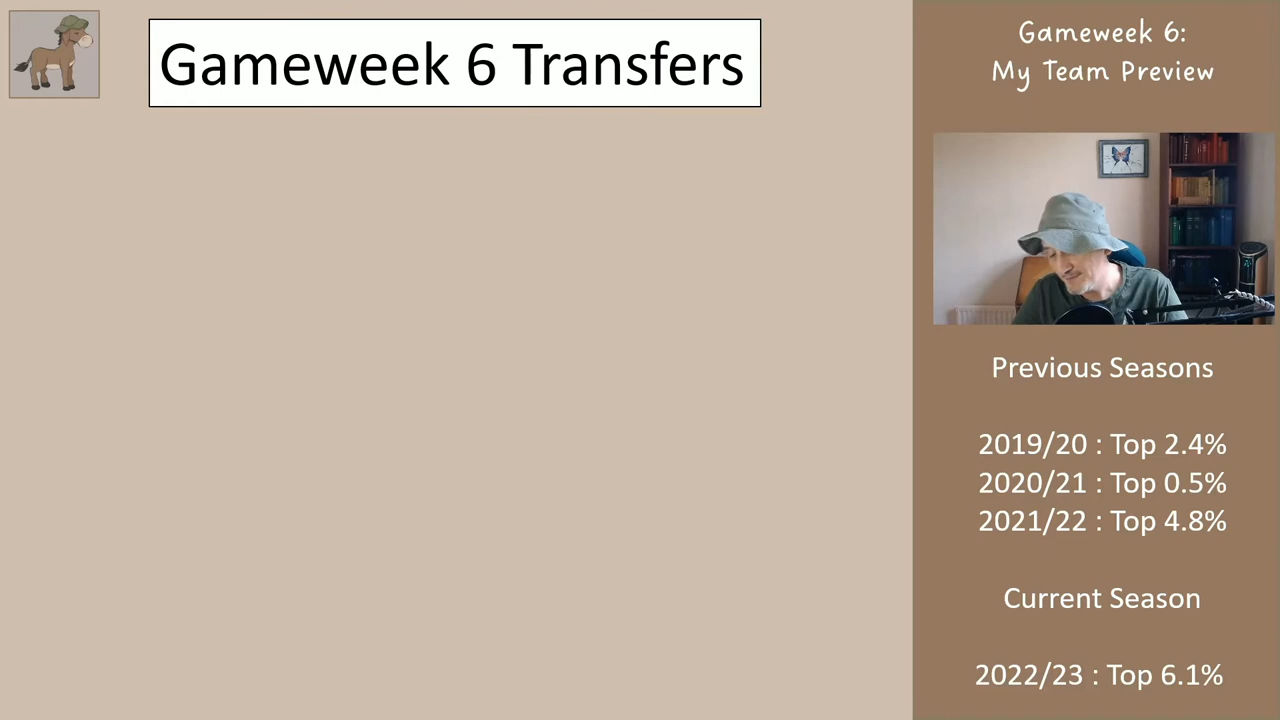 Gameweek 6 Transfers
Gameweek 6:
My Team Preview
Previous Seasons
2019/20 : Top 2.4%
2020/21 : Top 0.5%
2021/22 : Top 4.8%
Current Season
2022/23 : Top 6.1%